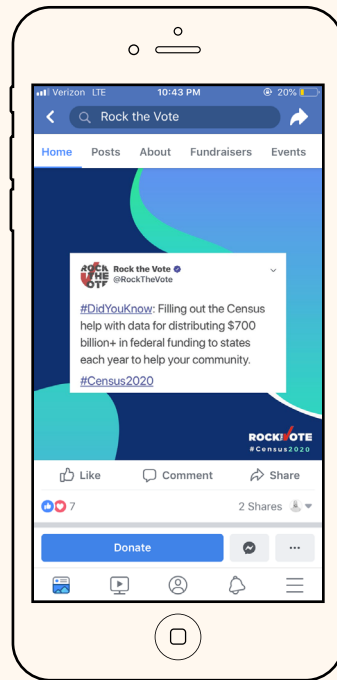 Verizon LTE 10:43 PM 20%
Rock the Vote
Home Posts About Fundraisers Events
ROCK THE VOTE Rock the Vote
@RockTheVote
#DidYouKnow: Filling out the Census
help with data for distributing $700
billion+ in federal funding to states
each year to help your community.
#Census2020
ROCK VOTE
#Census2020
Like Comment Share
7 2 Shares
Donate